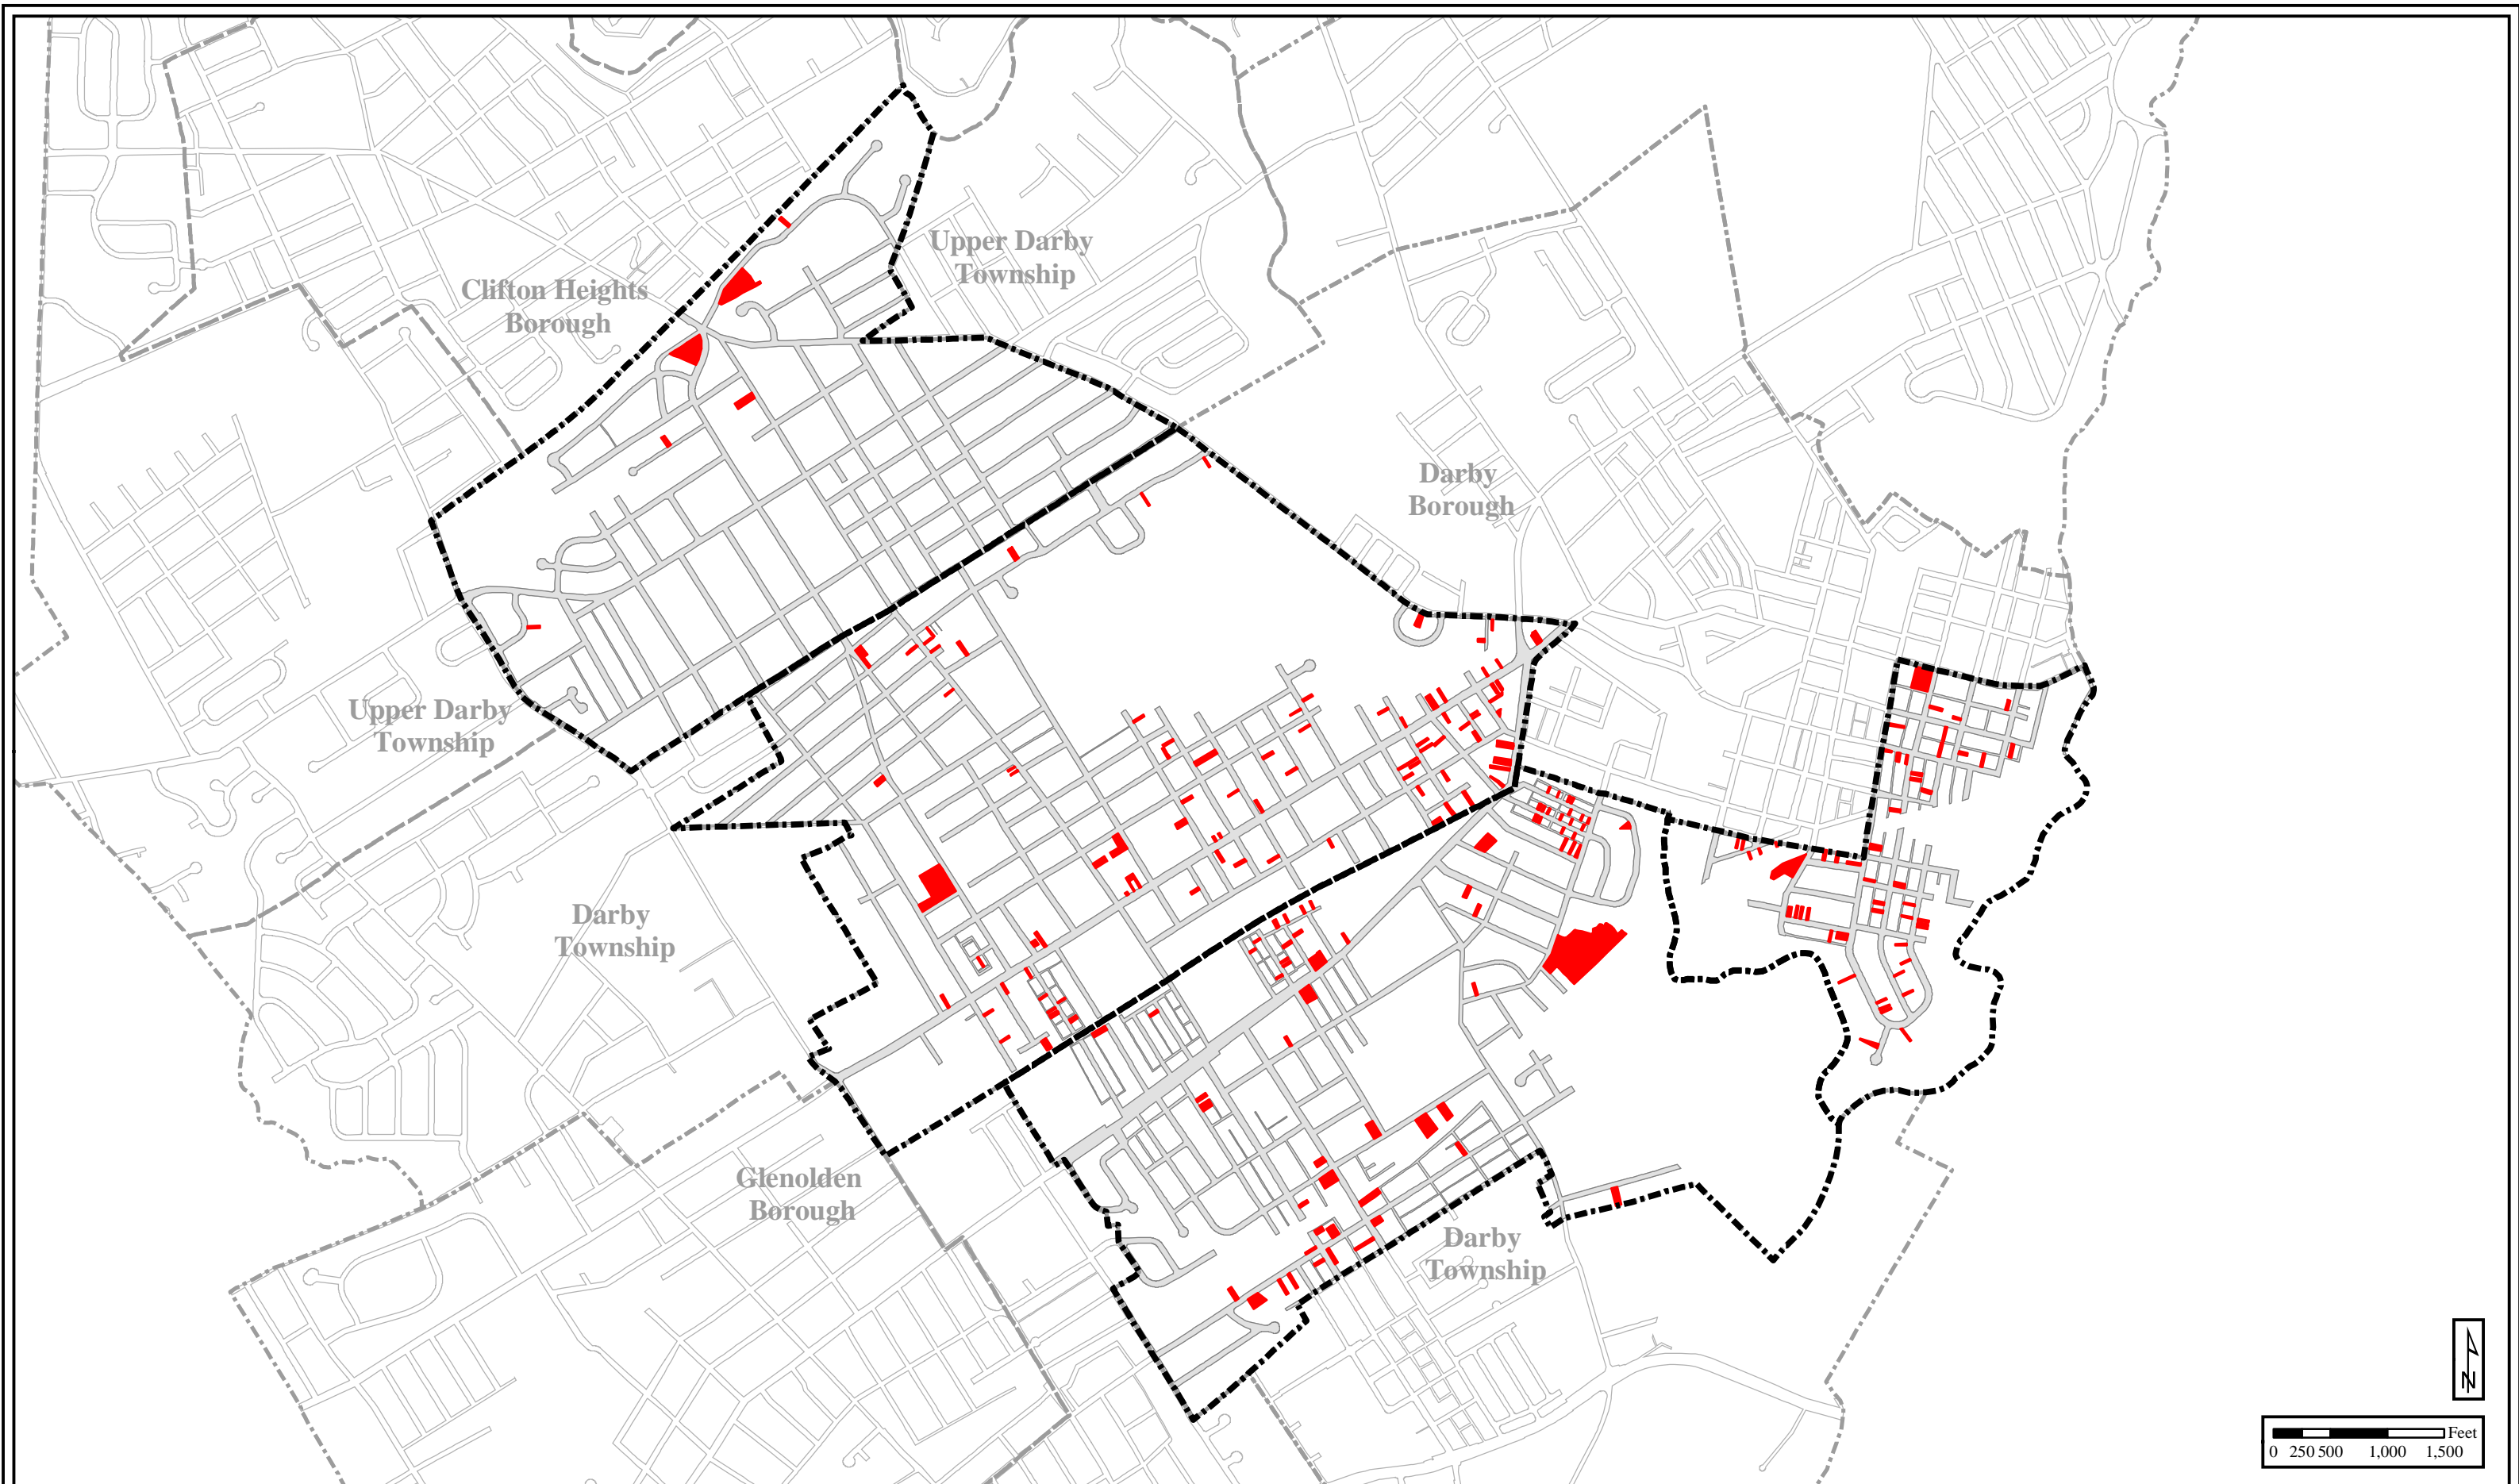 Upper Darby
Township
Clifton Heights
Borough
Darby
Borough
Upper Darby
Township
Darby
Township
Glenolden
Borough
Darby
Township
N
Feet
0 250 500 1,000 1,500